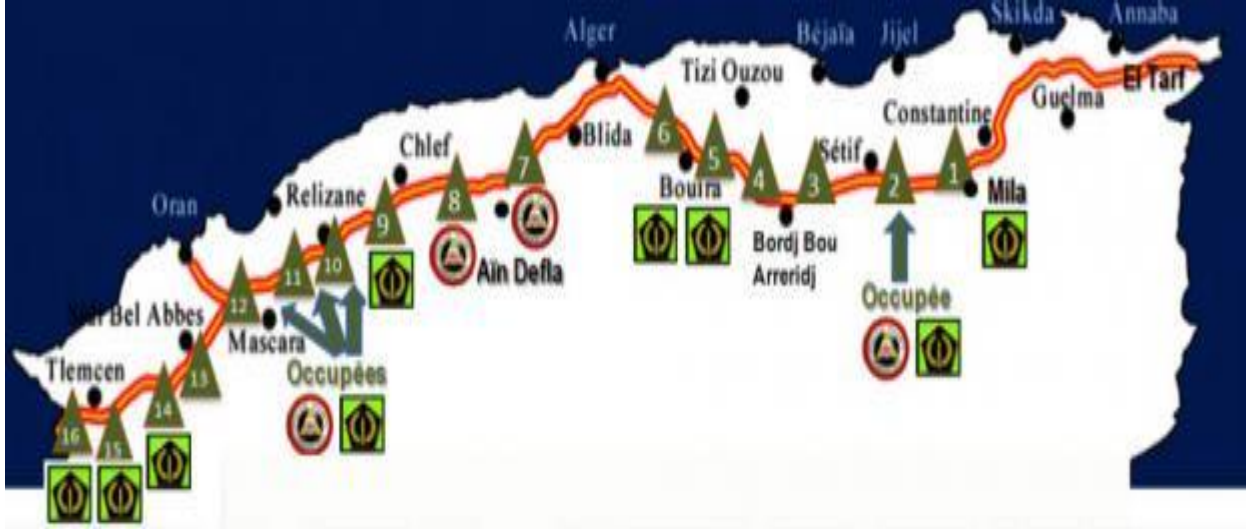 Skikda
Annaba
Alger
Béjaïa
Jijel
Tizi Ouzou
El Tarf
Guelma
Constantine
Blida
Chlef
Sétif
6
5
4
3
2
1
7
8
Bouira
Mila
Relizane
Oran
9
Bordj Bou
Arreridj
Aïn Defla
10
11
12
Occupée
Sidi Bel Abbes
Mascara
Tlemcen
13
Occupées
14
16
15